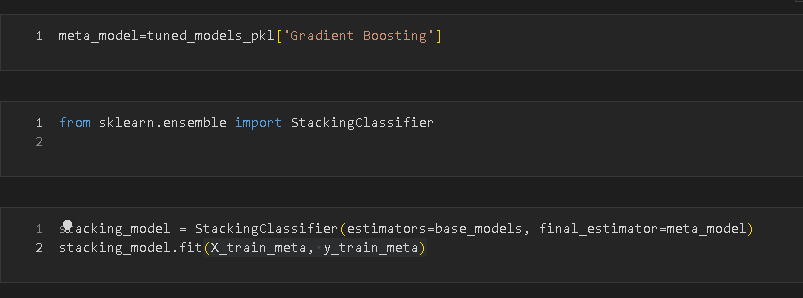 1 meta_model=tuned_models_pkl['Gradient Boosting']
1 from sklearn.ensemble import StackingClassifier
2
1 stacking_model = StackingClassifier(estimators=base_models, final_estimator=meta_model)
2 stacking_model.fit(X_train_meta, y_train_meta)